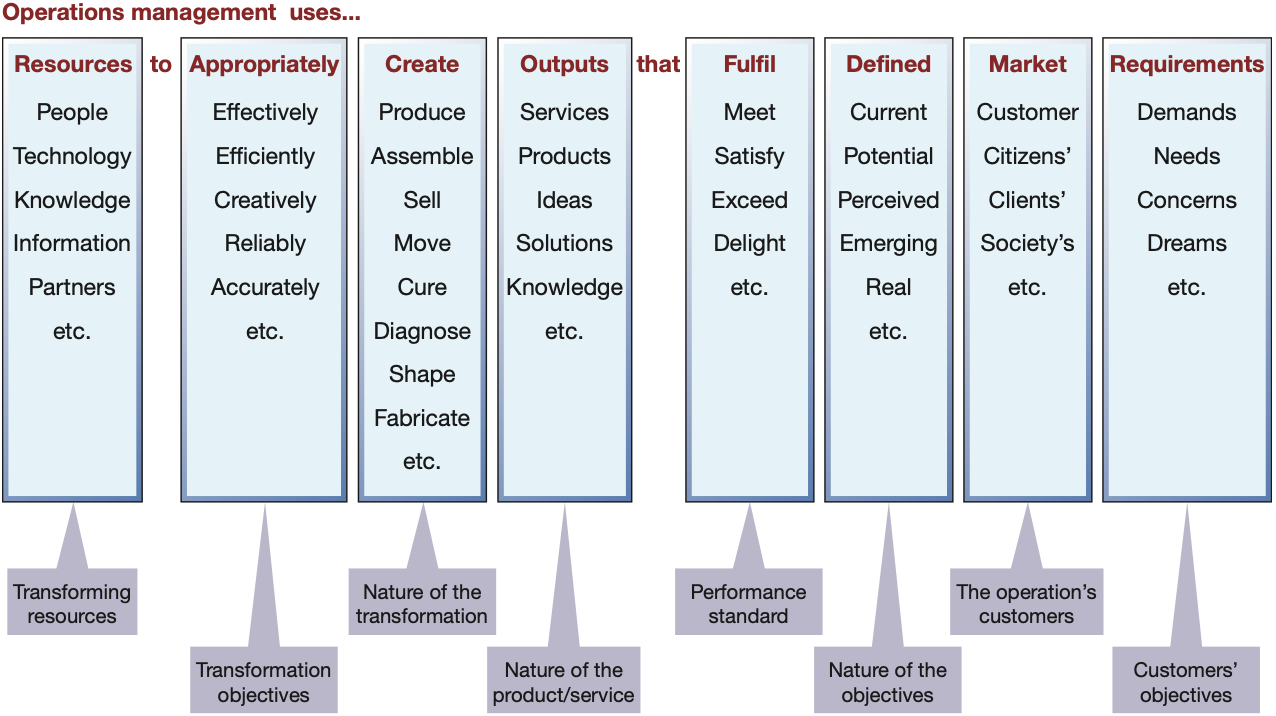 Operations management uses...
Resources
People
Technology
Knowledge
Information
Partners
etc.
to
Appropriately
Effectively
Efficiently
Creatively
Reliably
Accurately
etc.
Create
Produce
Assemble
Sell
Move
Cure
Diagnose
Shape
Fabricate
etc.
Outputs
Services
Products
Ideas
Solutions
Knowledge
etc.
that
Fulfil
Meet
Satisfy
Exceed
Delight
etc.
Defined
Current
Potential
Perceived
Emerging
Real
etc.
Market
Customer
Citizens’
Clients’
Society’s
etc.
Requirements
Demands
Needs
Concerns
Dreams
etc.
Transforming
resources
Transformation
objectives
Nature of the
transformation
Nature of the
product/service
Performance
standard
Nature of the
objectives
The operation’s
customers
Customers’
objectives